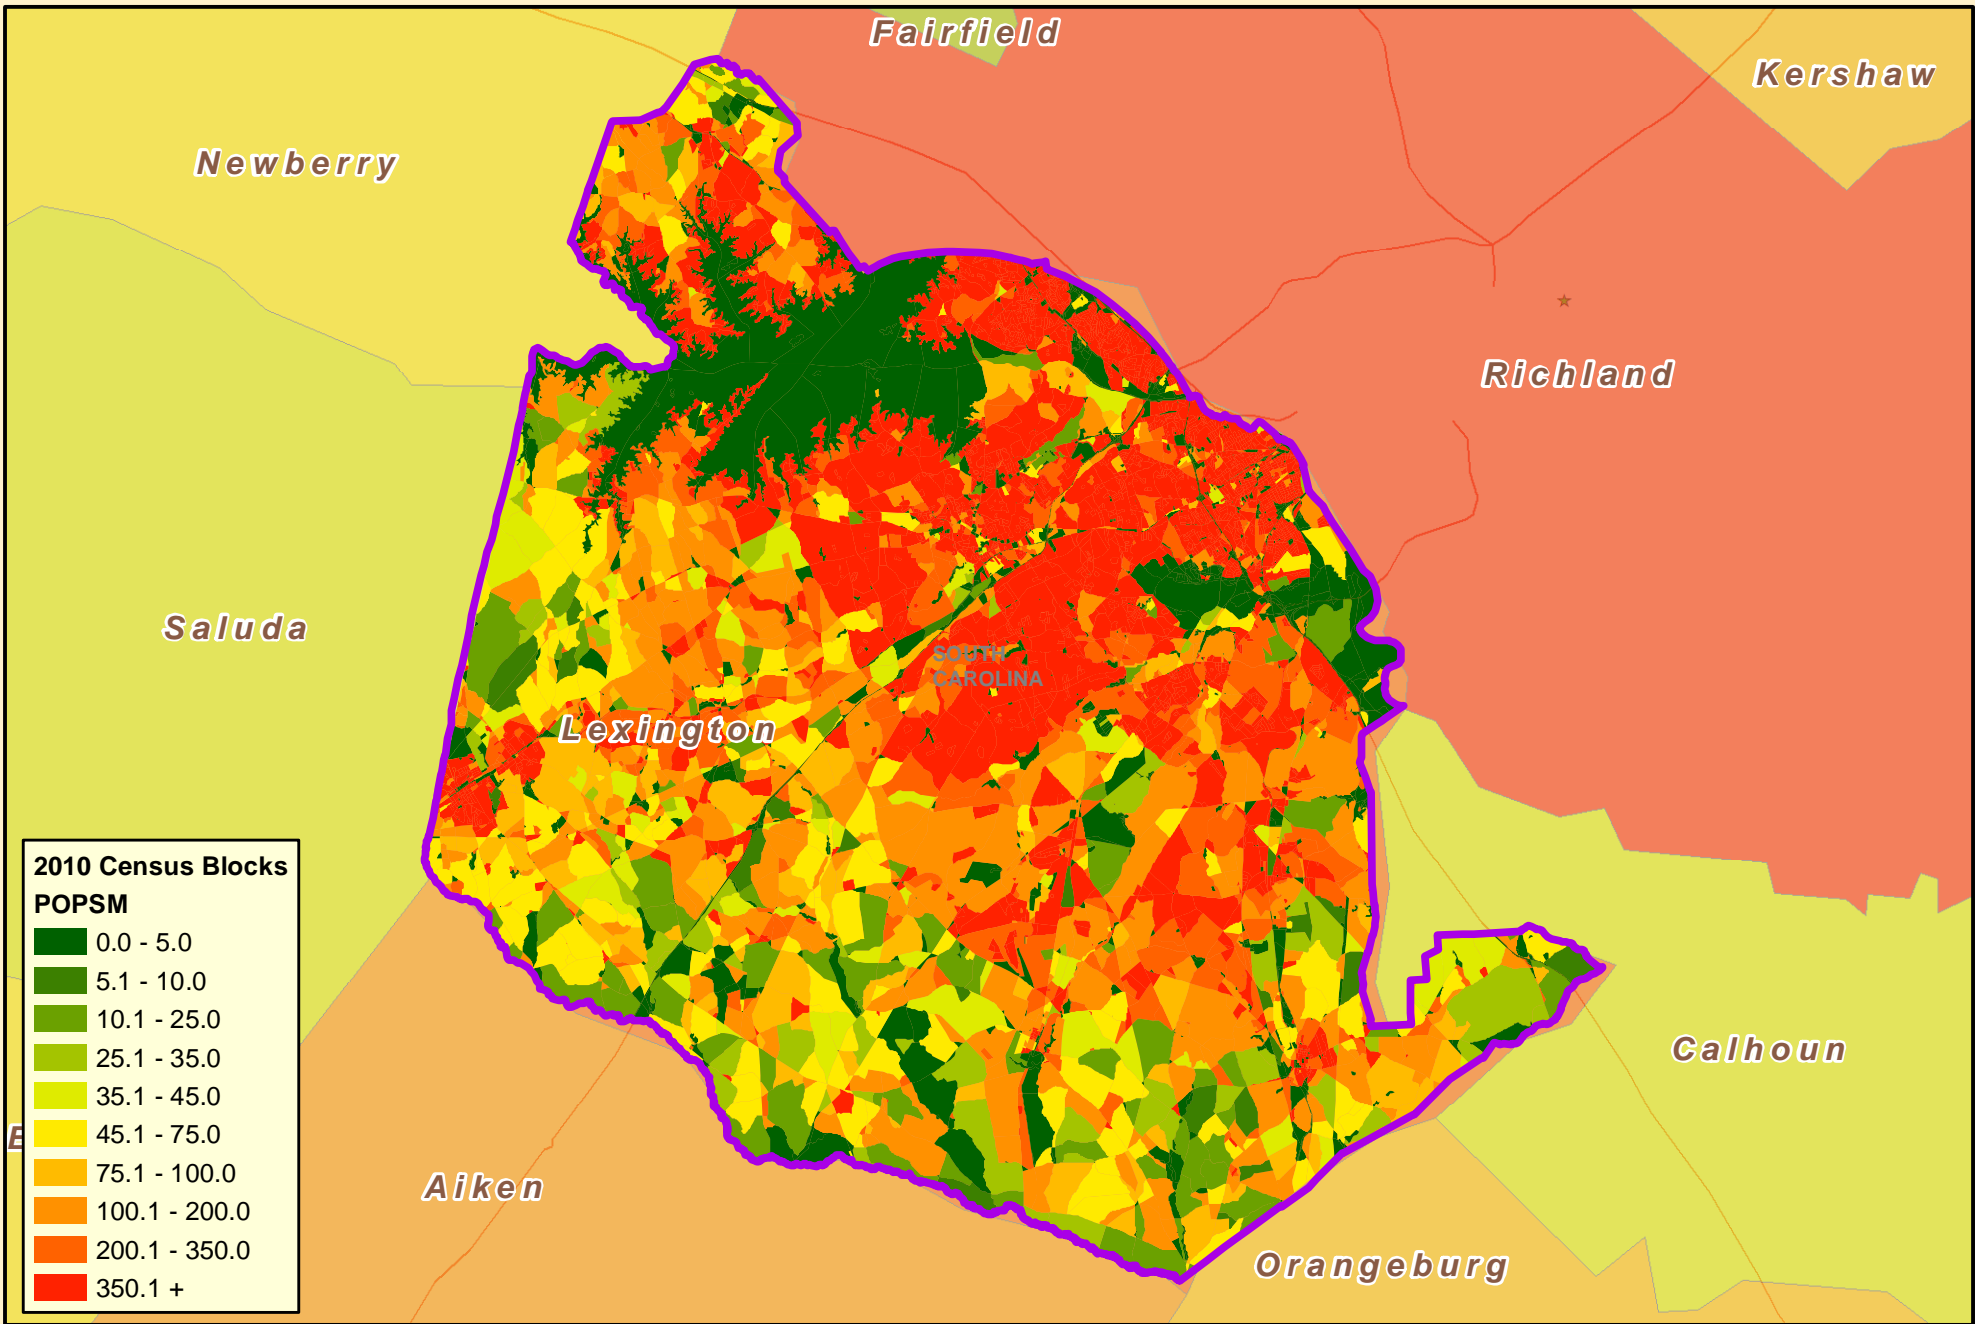 Fairfield
Kershaw
Newberry
Richland
Saluda
SOUTH
CAROLINA
Lexington
Calhoun
Aiken
Orangeburg
2010 Census Blocks
POPSM
0.0 - 5.0
5.1 - 10.0
10.1 - 25.0
25.1 - 35.0
35.1 - 45.0
45.1 - 75.0
75.1 - 100.0
100.1 - 200.0
200.1 - 350.0
350.1 +